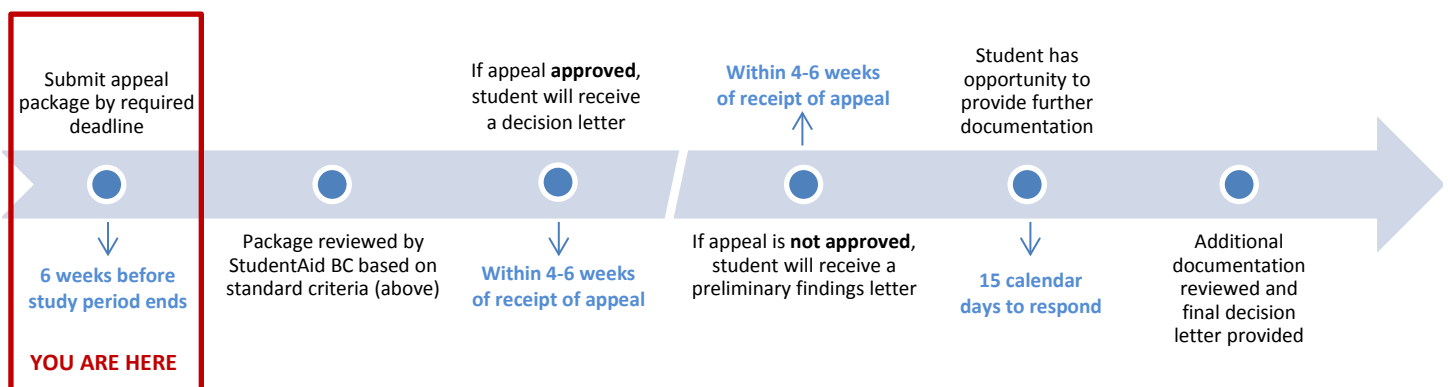 Submit appeal
package by required
deadline
6 weeks before
study period ends
YOU ARE HERE
Package reviewed by
StudentAid BC based on
standard criteria (above)
If appeal approved,
student will receive
a decision letter
Within 4-6 weeks
of receipt of appeal
Within 4-6 weeks
of receipt of appeal
If appeal is not approved,
student will receive a
preliminary findings letter
Student has
opportunity to
provide further
documentation
15 calendar
days to respond
Additional
documentation
reviewed and
final decision
letter provided